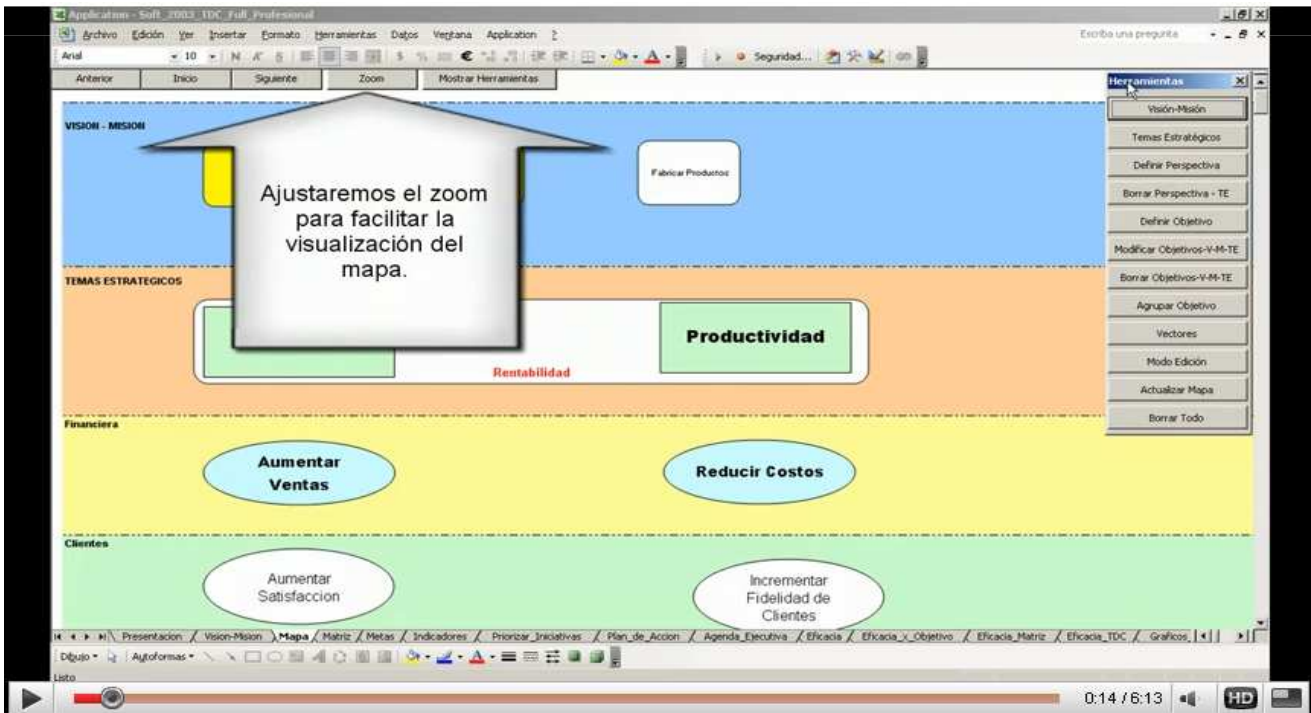 Application - Soft_2003_TDC_Full_Profesional
Archivo Edición Ver Insertar Formato Herramientas Datos Ventana Application ?
Escriba una pregunta
Arial 10 N K S Seguridad...
Anterior Inicio Siguiente Zoom Mostrar Herramientas
Herramientas
Visión-Misión
Temas Estratégicos
Definir Perspectiva
Borrar Perspectiva - TE
Definir Objetivo
Modificar Objetivos-V-M-TE
Borrar Objetivos-V-M-TE
Agrupar Objetivo
Vectores
Modo Edición
Actualizar Mapa
Borrar Todo
VISION - MISION
Fabricar Productos
Ajustaremos el zoom
para facilitar la
visualización del
mapa.
TEMAS ESTRATEGICOS
Productividad
Rentabilidad
Financiera
Aumentar
Ventas
Reducir Costos
Clientes
Aumentar
Satisfaccion
Incrementar
Fidelidad de
Clientes
Presentacion / Vision-Mision / Mapa / Matriz / Metas / Indicadores / Priorizar_Iniciativas / Plan_de_Accion / Agenda_Ejecutiva / Eficacia / Eficacia_x_Objetivo / Eficacia_Matriz / Eficacia_TDC / Graficos
Dibujo Autoformas
Listo
0:14 / 6:13 HD